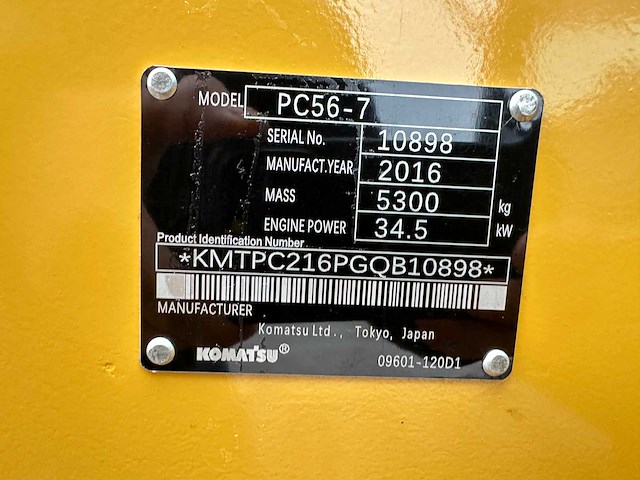 MODEL PC56-7
SERIAL No. 10898
MANUFACT.YEAR 2016
MASS 5300 kg
ENGINE POWER 34.5 kW
Product Identification Number
*KMTPC216PGQB10898*
MANUFACTURER
Komatsu Ltd., Tokyo, Japan
KOMATSU® 09601-120D1